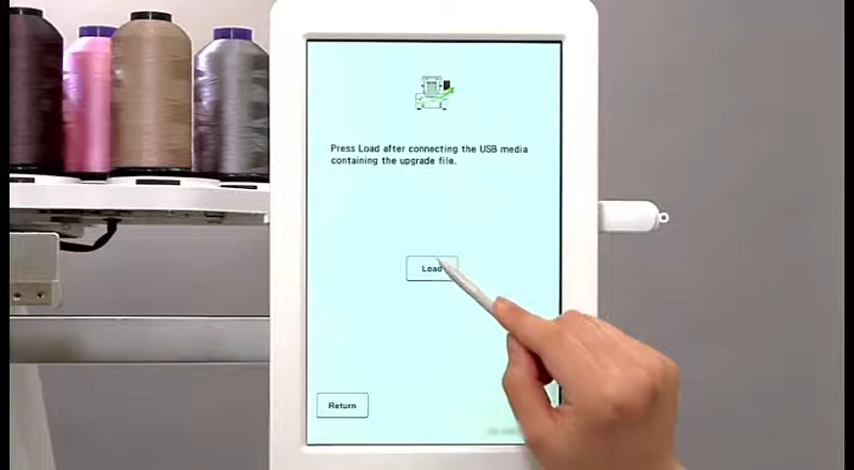 Press Load after connecting the USB media
containing the upgrade file.
Load
Return